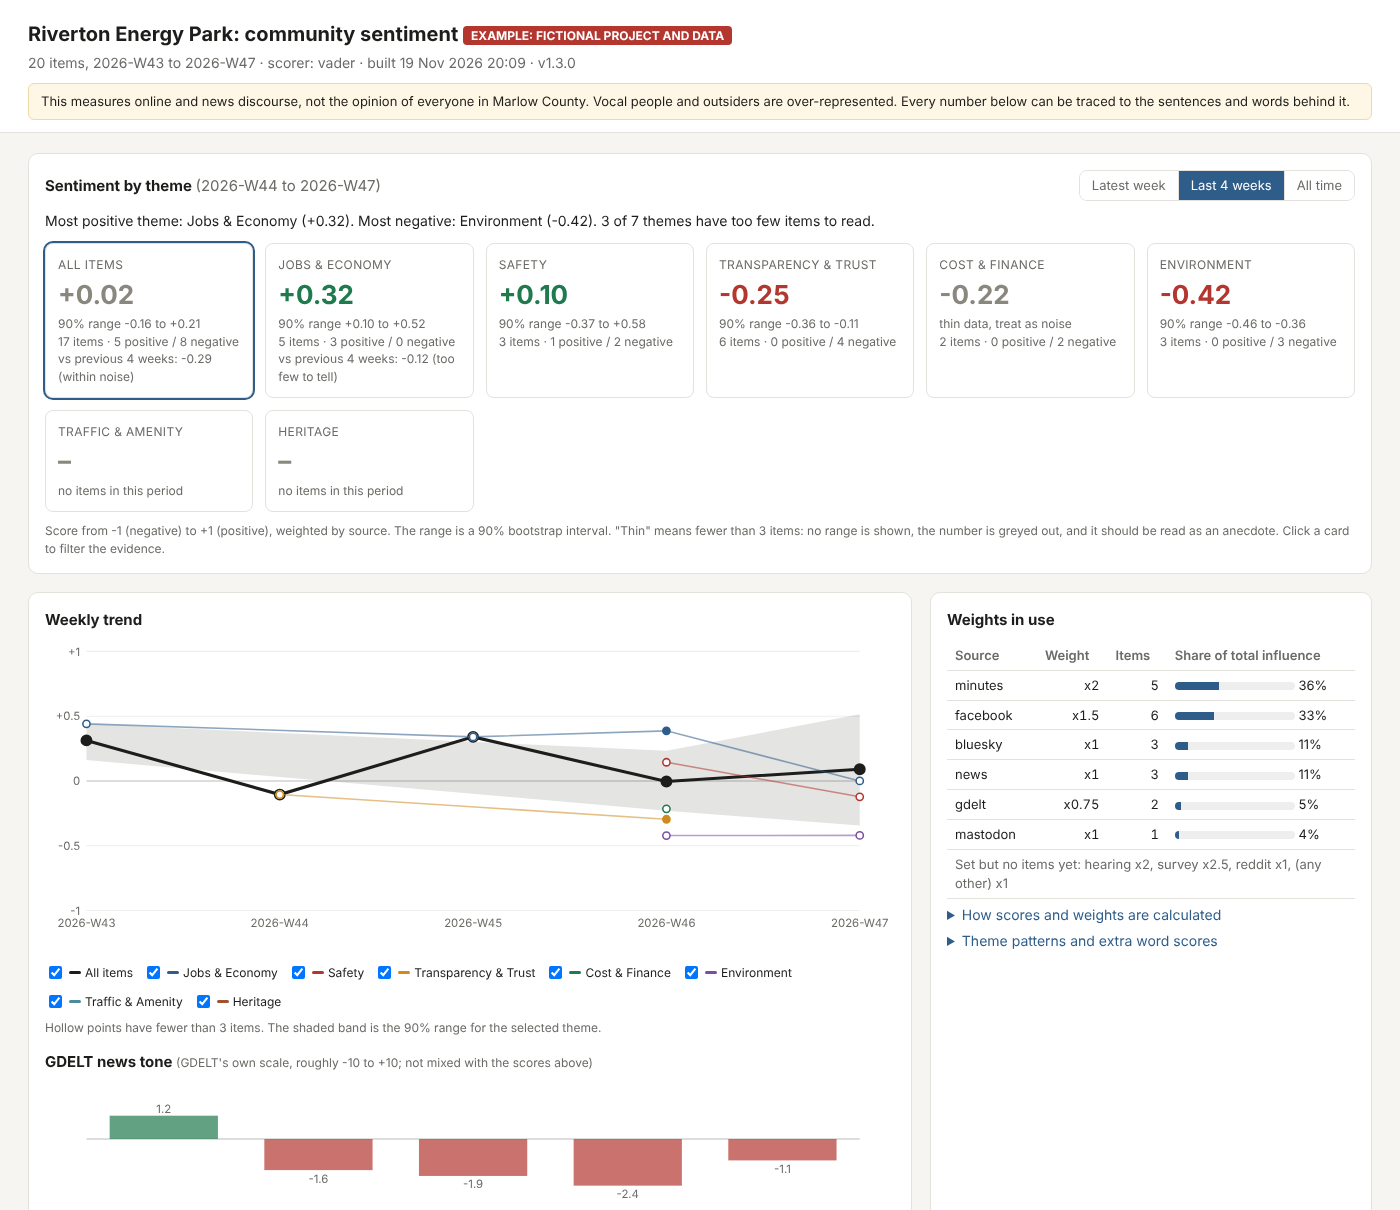 Riverton Energy Park: community sentiment EXAMPLE: FICTIONAL PROJECT AND DATA
20 items, 2026-W43 to 2026-W47 · scorer: vader · built 19 Nov 2026 20:09 · v1.3.0
This measures online and news discourse, not the opinion of everyone in Marlow County. Vocal people and outsiders are over-represented. Every number below can be traced to the sentences and words behind it.
Sentiment by theme (2026-W44 to 2026-W47)
Latest week Last 4 weeks All time
Most positive theme: Jobs & Economy (+0.32). Most negative: Environment (-0.42). 3 of 7 themes have too few items to read.
ALL ITEMS
+0.02
90% range -0.16 to +0.21
17 items · 5 positive / 8 negative
vs previous 4 weeks: -0.29
(within noise)
JOBS & ECONOMY
+0.32
90% range +0.10 to +0.52
5 items · 3 positive / 0 negative
vs previous 4 weeks: -0.12 (too
few to tell)
SAFETY
+0.10
90% range -0.37 to +0.58
3 items · 1 positive / 2 negative
TRANSPARENCY & TRUST
-0.25
90% range -0.36 to -0.11
6 items · 0 positive / 4 negative
COST & FINANCE
-0.22
thin data, treat as noise
2 items · 0 positive / 2 negative
ENVIRONMENT
-0.42
90% range -0.46 to -0.36
3 items · 0 positive / 3 negative
TRAFFIC & AMENITY
–
no items in this period
HERITAGE
–
no items in this period
Score from -1 (negative) to +1 (positive), weighted by source. The range is a 90% bootstrap interval. "Thin" means fewer than 3 items: no range is shown, the number is greyed out, and it should be read as an anecdote. Click a card
to filter the evidence.
Weekly trend
+1
+0.5
0
-0.5
-1
2026-W43 2026-W44 2026-W45 2026-W46 2026-W47
All items Jobs & Economy Safety Transparency & Trust Cost & Finance Environment
Traffic & Amenity Heritage
Hollow points have fewer than 3 items. The shaded band is the 90% range for the selected theme.
GDELT news tone (GDELT's own scale, roughly -10 to +10; not mixed with the scores above)
1.2
-1.6
-1.9
-2.4
-1.1
Weights in use
Source Weight Items Share of total influence
minutes x2 5 36%
facebook x1.5 6 33%
bluesky x1 3 11%
news x1 3 11%
gdelt x0.75 2 5%
mastodon x1 1 4%
Set but no items yet: hearing x2, survey x2.5, reddit x1, (any
other) x1
How scores and weights are calculated
Theme patterns and extra word scores